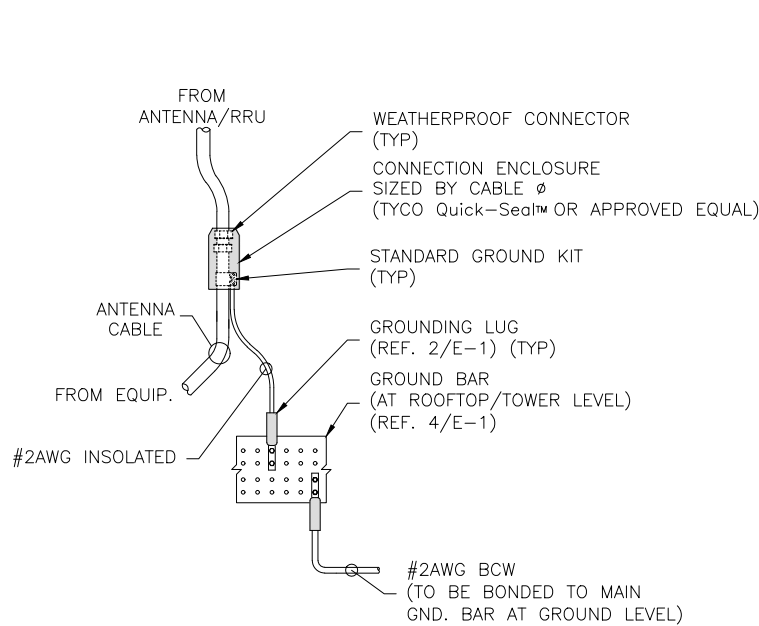 FROM
ANTENNA/RRU
WEATHERPROOF CONNECTOR
(TYP)
CONNECTION ENCLOSURE
SIZED BY CABLE ø
(TYCO Quick-Seal™ OR APPROVED EQUAL)
STANDARD GROUND KIT
(TYP)
ANTENNA
CABLE
GROUNDING LUG
(REF. 2/E-1) (TYP)
FROM EQUIP.
GROUND BAR
(AT ROOFTOP/TOWER LEVEL)
(REF. 4/E-1)
#2AWG INSOLATED
#2AWG BCW
(TO BE BONDED TO MAIN
GND. BAR AT GROUND LEVEL)